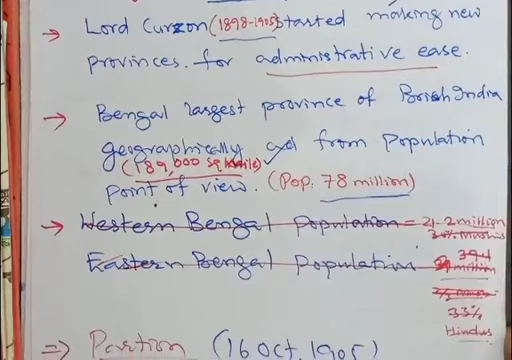 → Lord Curzon (1898-1905) started making new
provinces. for administrative ease.
→ Bengal largest province of British India
geographically and from Population
(189,000 sq mile)
point of view. (Pop. 78 million)
→ Western Bengal population = 21.2 million
Eastern Bengal Population
million
33%
Hindus
⇒ Partion (16 Oct, 1905)